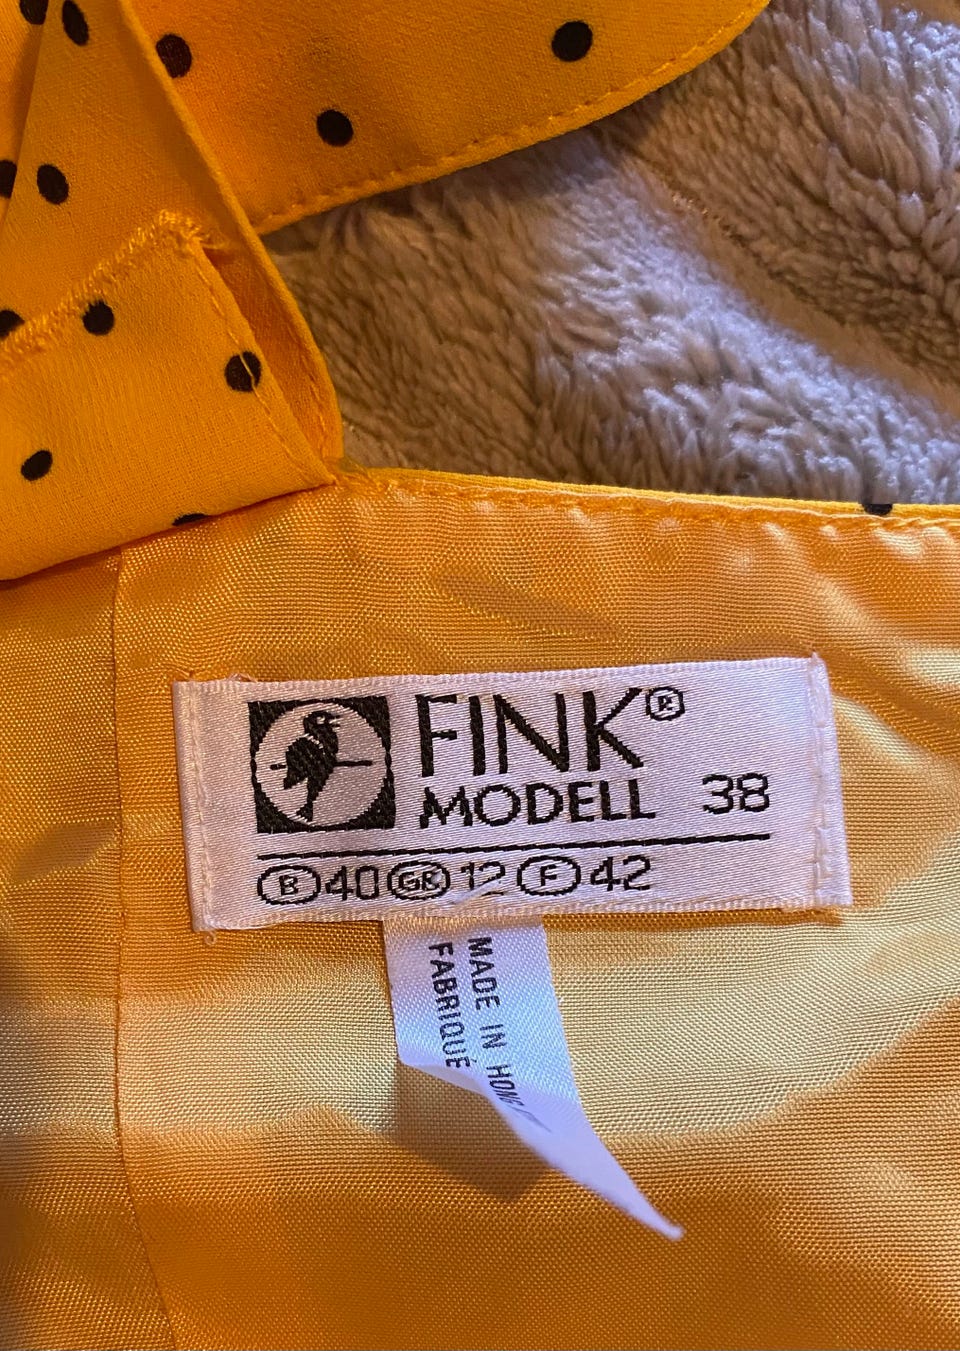 FINK®
MODELL 38
B 40 GB 12 F 42
MADE IN HONG
FABRIQUÉ